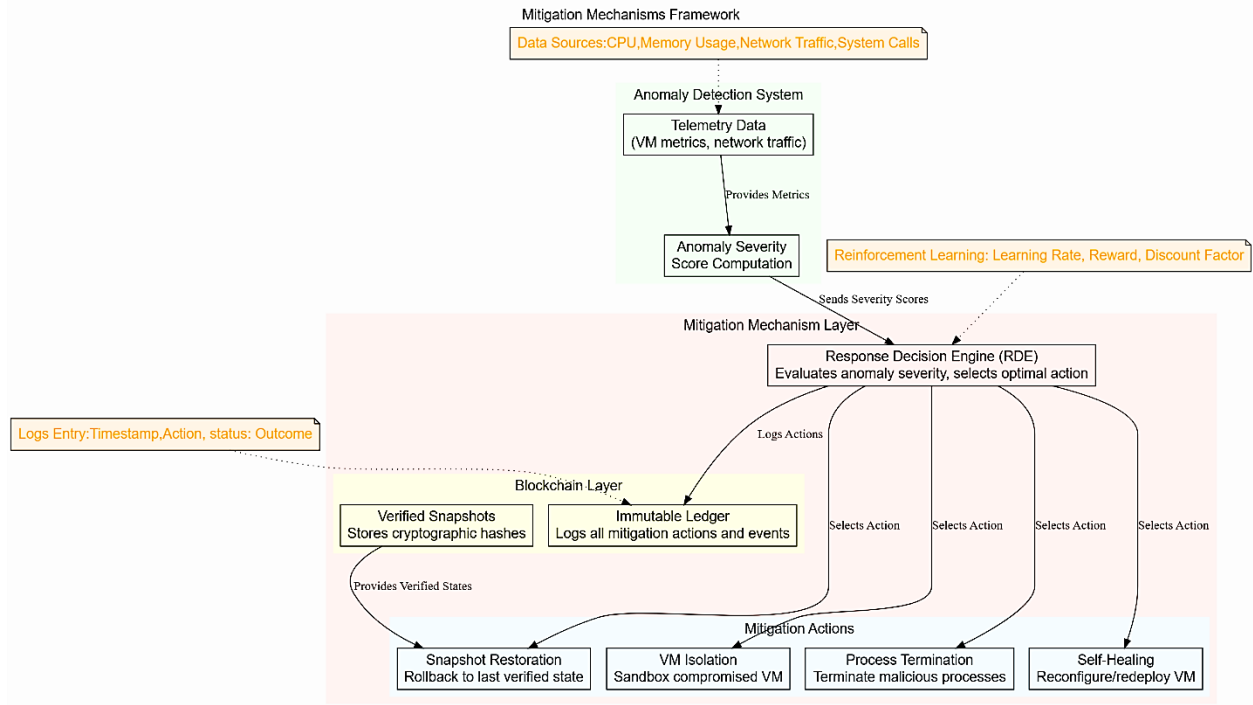 Mitigation Mechanisms Framework
Data Sources:CPU,Memory Usage,Network Traffic,System Calls
Anomaly Detection System
Telemetry Data
(VM metrics, network traffic)
Provides Metrics
Anomaly Severity
Score Computation
Reinforcement Learning: Learning Rate, Reward, Discount Factor
Sends Severity Scores
Mitigation Mechanism Layer
Response Decision Engine (RDE)
Evaluates anomaly severity, selects optimal action
Logs Entry:Timestamp,Action, status: Outcome
Logs Actions
Blockchain Layer
Verified Snapshots
Stores cryptographic hashes
Immutable Ledger
Logs all mitigation actions and events
Selects Action
Selects Action
Selects Action
Selects Action
Provides Verified States
Mitigation Actions
Snapshot Restoration
Rollback to last verified state
VM Isolation
Sandbox compromised VM
Process Termination
Terminate malicious processes
Self-Healing
Reconfigure/redeploy VM